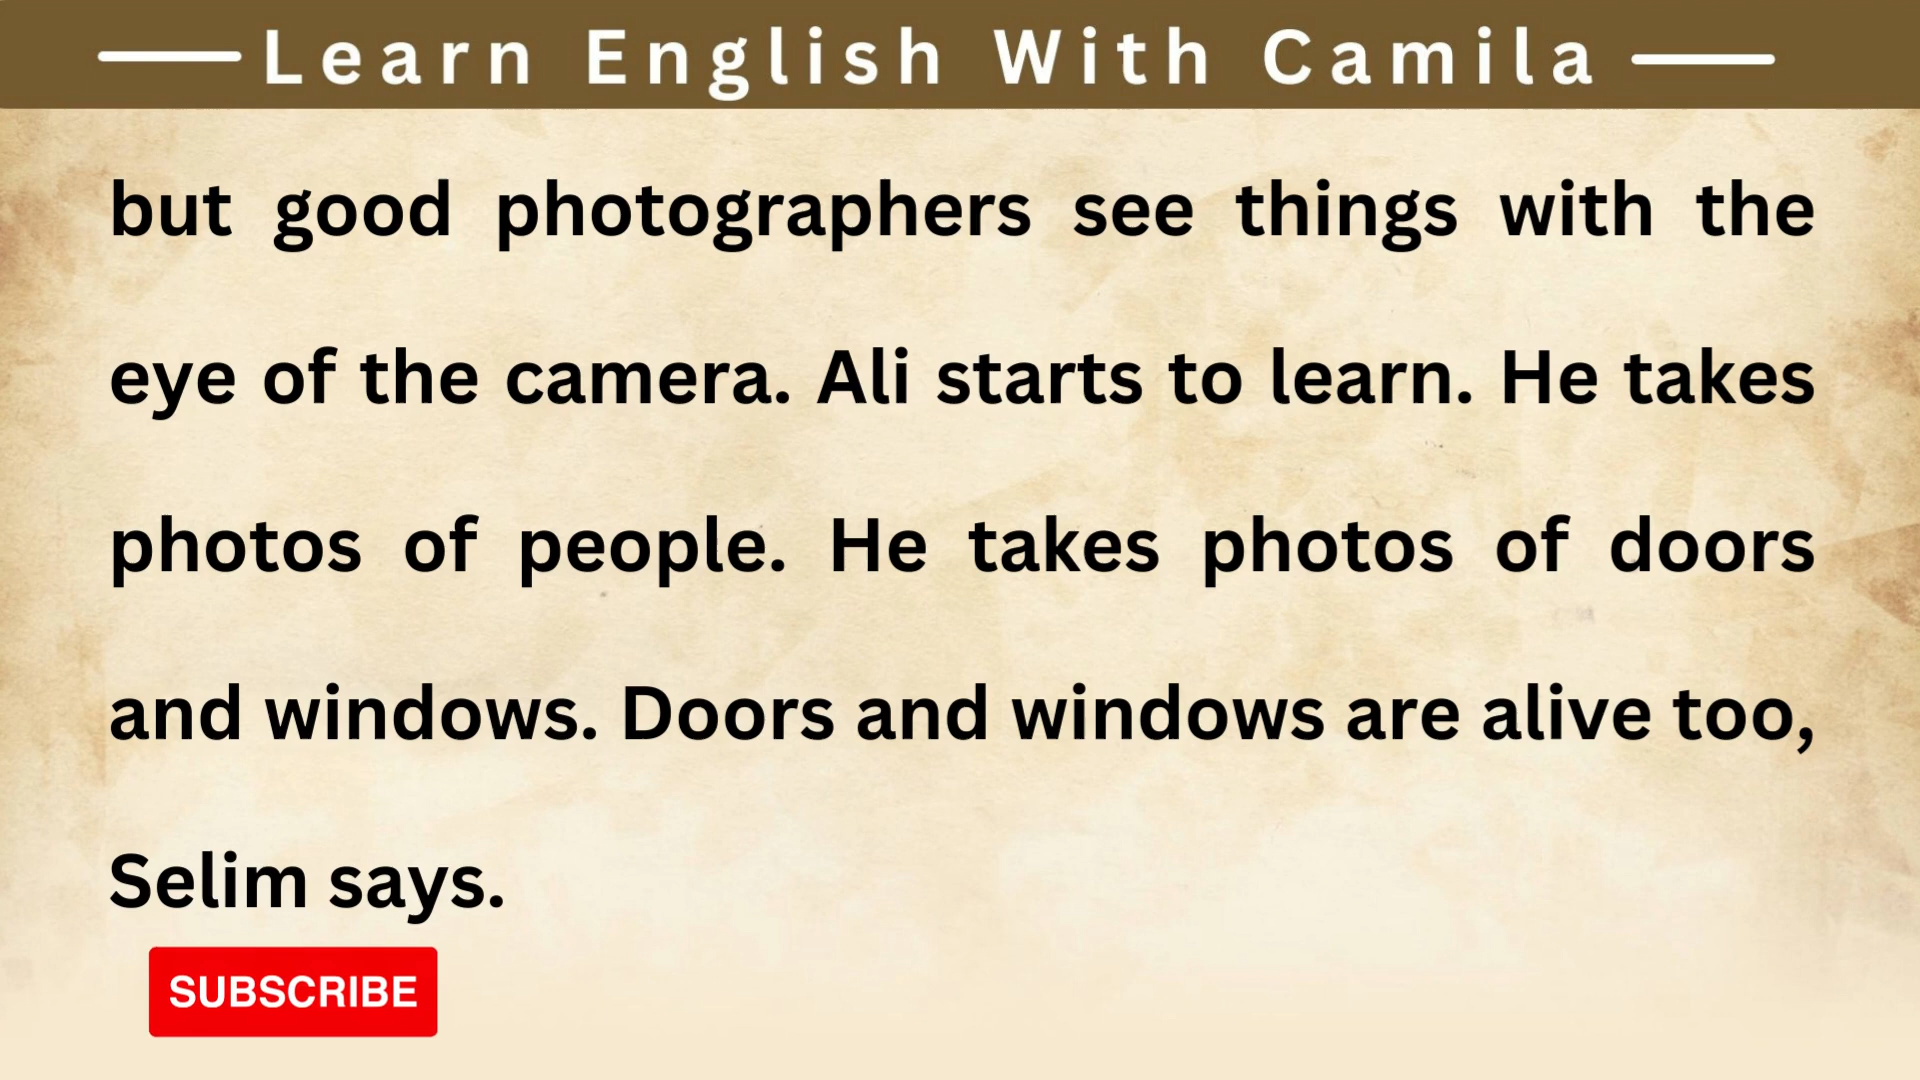 Learn English With Camila
but good photographers see things with the
eye of the camera. Ali starts to learn. He takes
photos of people. He takes photos of doors
and windows. Doors and windows are alive too,
Selim says.
SUBSCRIBE